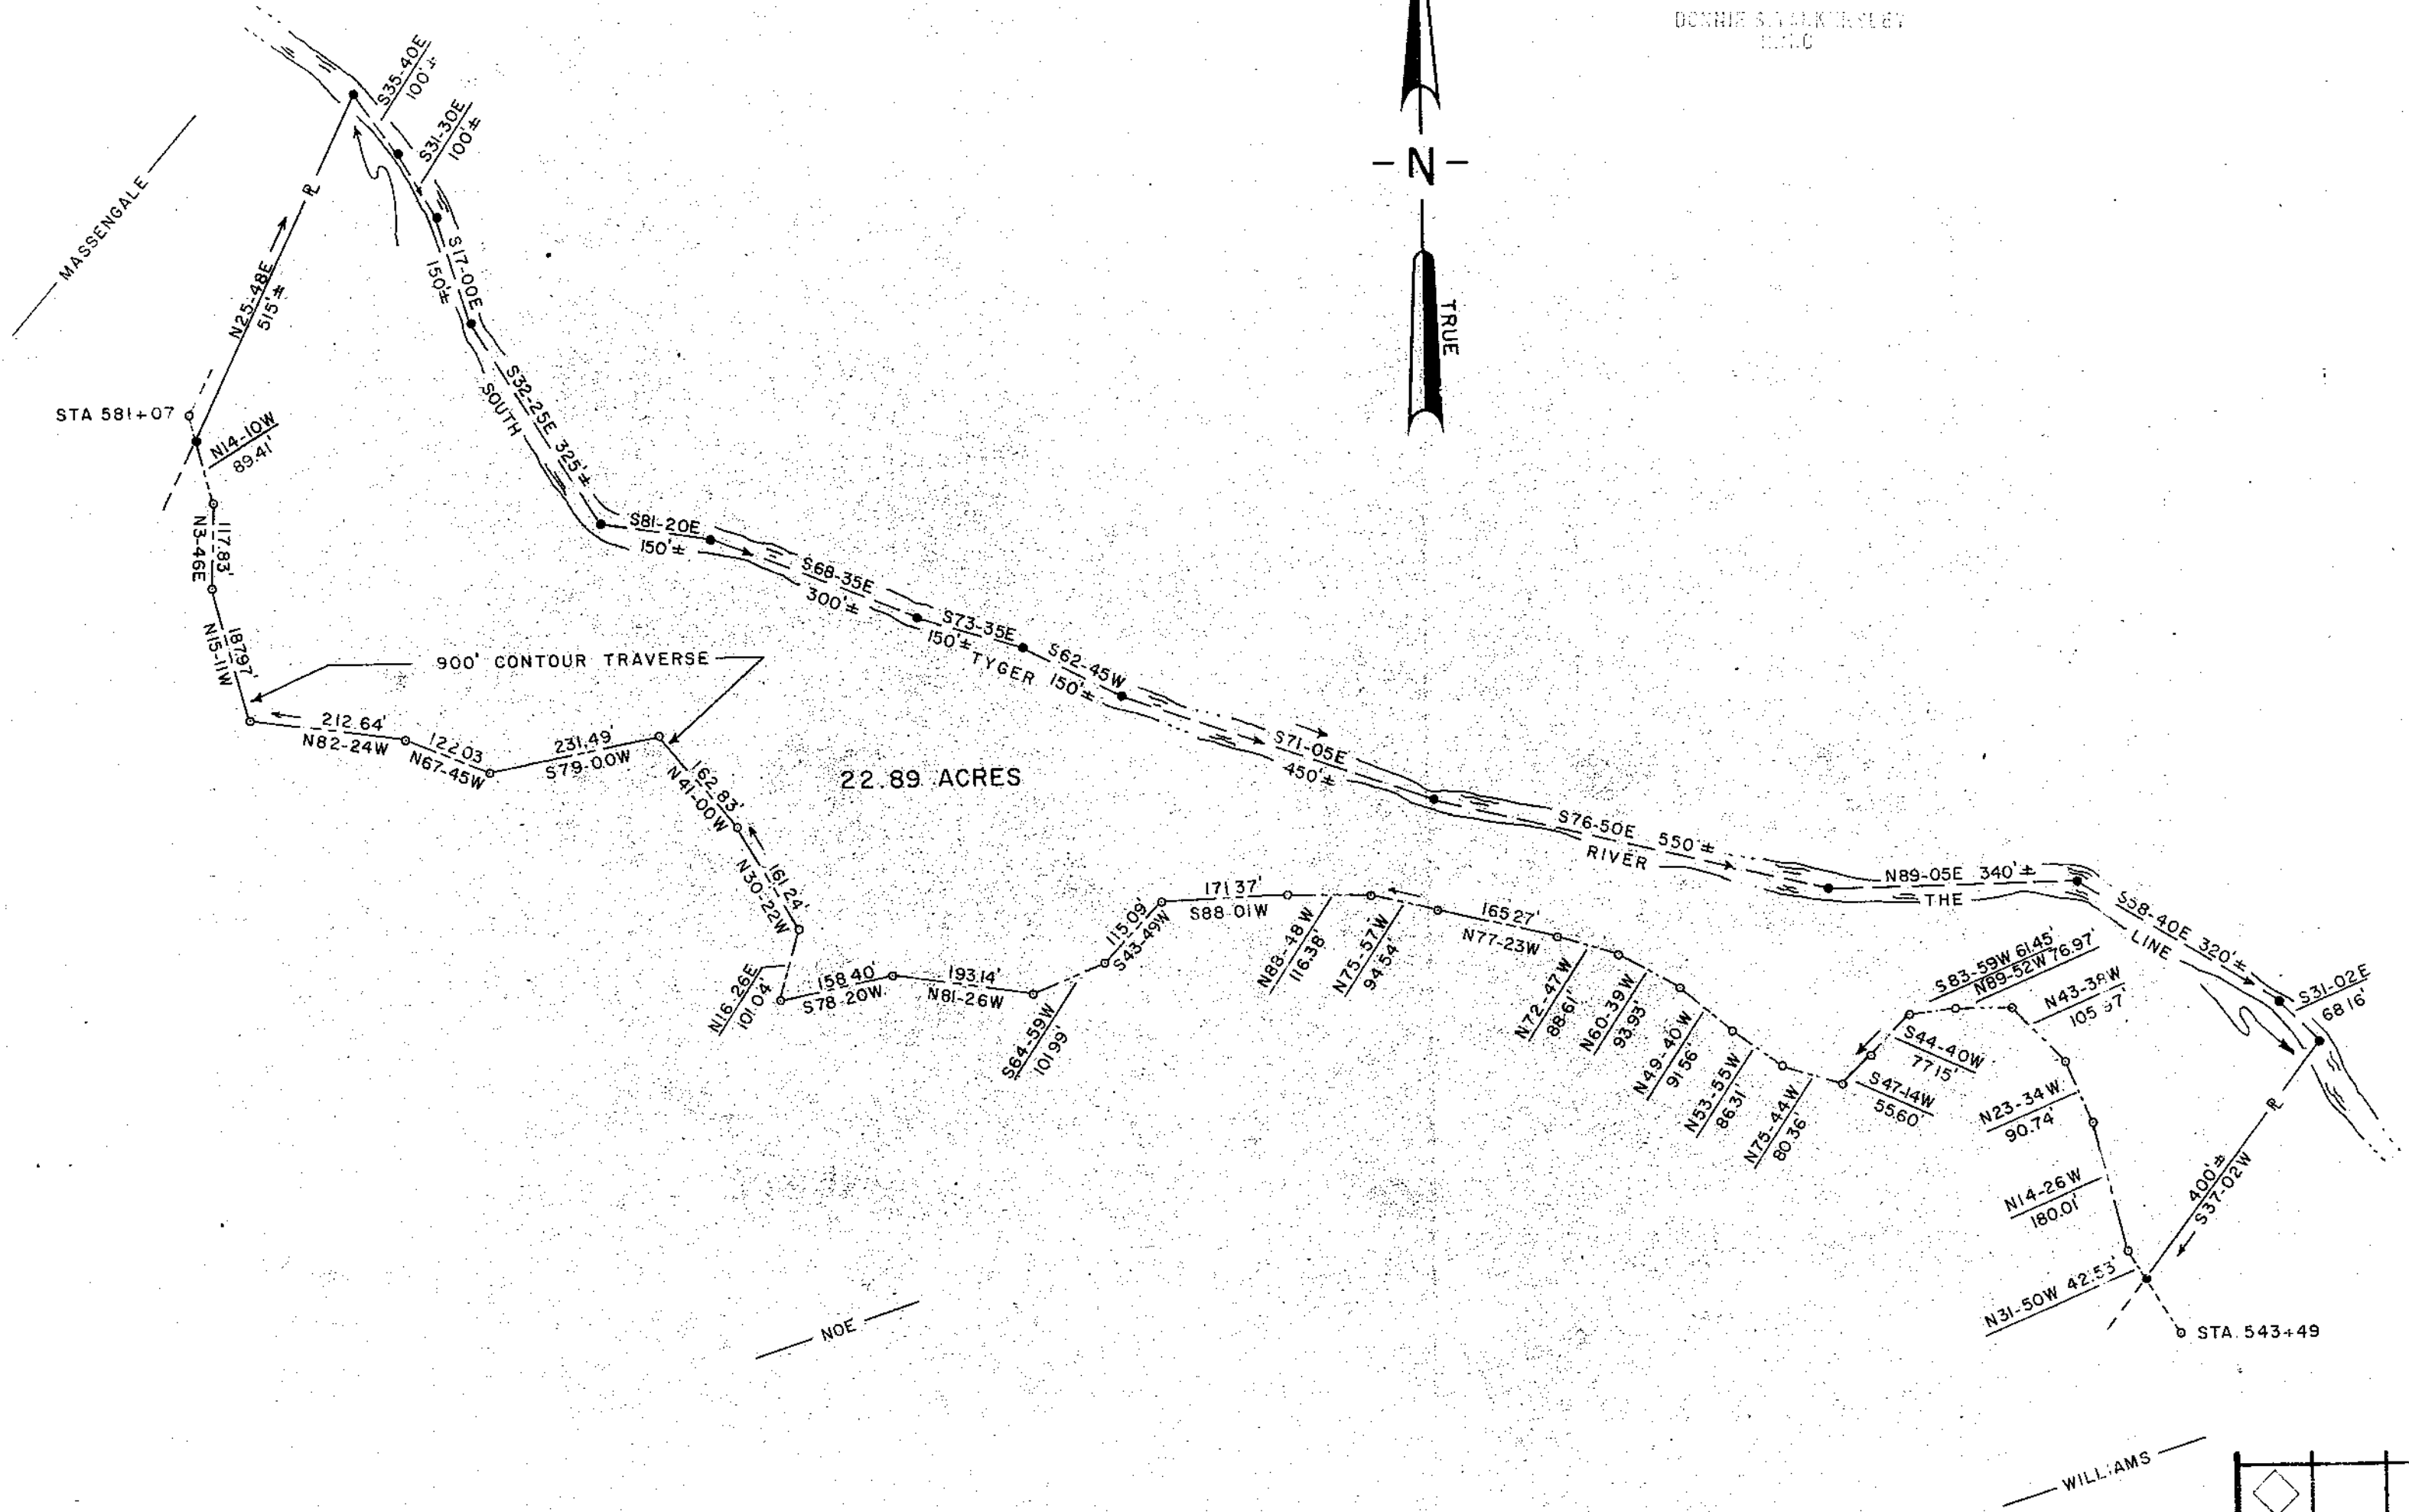 S35-40E
100'±
S31-30E
100'±
N
TRUE
MASSENGALE
N25-48E
515'±
S17-00E
150'±
STA 581+07
N14-10W
89.41'
S32-25E 325'±
SOUTH
117.83'
N3-46E
187.97'
N15-11W
S81-20E
150'±
S68-35E
300'±
S73-35E
150'±
TYGER
S62-45W
150'±
900' CONTOUR TRAVERSE
212.64'
N82-24W
122.03
N67-45W
231.49'
S79-00W
162.83'
N41-00W
22.89 ACRES
S71-05E
450'±
S76-50E 550'±
RIVER
N89-05E 340'±
THE
S58-40E 320'±
LINE
S31-02E
68.16'
161.24'
N30-22W
N16-26E
101.04'
158.40'
S78-20W
193.14'
N81-26W
S64-59W
101.99'
115.09'
S43-49W
171.37'
S88-01W
N88-48W
116.38'
N75-57W
94.54'
165.27'
N77-23W
N72-47W
88.61'
N60-39W
93.93'
N49-40W
91.56'
N53-55W
86.31'
N75-44W
80.36'
S47-14W
55.60'
S44-40W
77.15'
S83-59W 61.45'
N89-52W 76.97'
N23-34W
90.74'
N14-26W
180.01'
N31-50W 42.53'
400'±
S37-02W
STA. 543+49
NOE
WILLIAMS